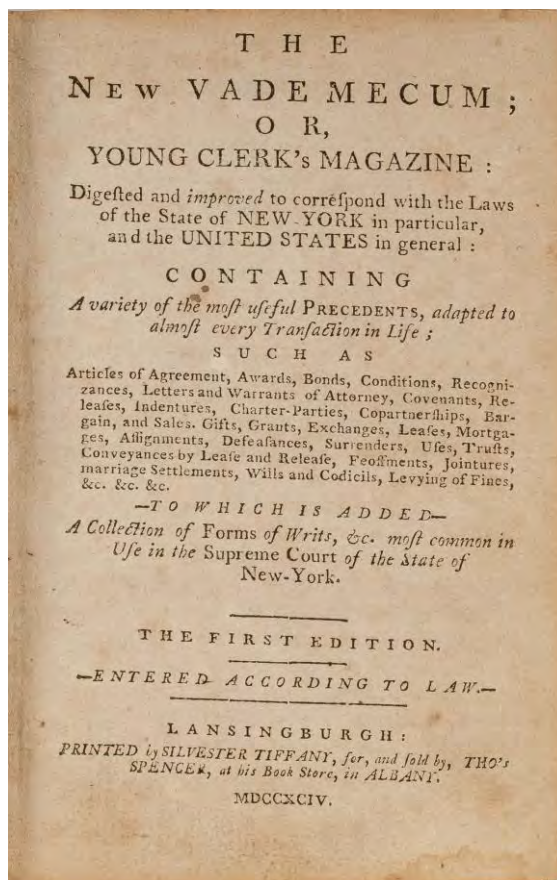 THE
NEW VADE MECUM;
OR,
YOUNG CLERK's MAGAZINE:
Digeſted and improved to correſpond with the Laws
of the State of NEW-YORK in particular,
and the UNITED STATES in general:
CONTAINING
A variety of the moſt uſeful PRECEDENTS, adapted to
almoſt every Tranſaction in Life;
SUCH AS
Articles of Agreement, Awards, Bonds, Conditions, Recogni-
zances, Letters and Warrants of Attorney, Covenants, Re-
leaſes, Indentures, Charter-Parties, Copartnerſhips, Bar-
gain, and Sales. Gifts, Grants, Exchanges, Leaſes, Mortga-
ges, Aſſignments, Defeaſances, Surrenders, Uſes, Truſts,
Conveyances by Leaſe and Releaſe, Feoffments, Jointures,
marriage Settlements, Wills and Codicils, Levying of Fines,
&c. &c. &c.
—TO WHICH IS ADDED—
A Collection of Forms of Writs, &c. moſt common in
Uſe in the Supreme Court of the State of
New-York.
THE FIRST EDITION.
—ENTERED ACCORDING TO LAW.—
LANSINGBURGH:
PRINTED by SILVESTER TIFFANY, for, and ſold by, THO's
SPENCER, at his Book Store, in ALBANY.
MDCCXCIV.